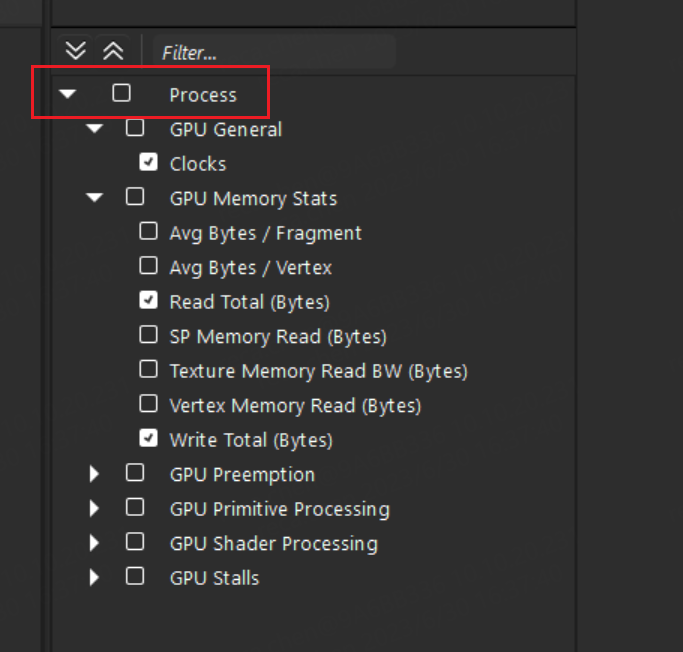 Filter...
Process
GPU General
Clocks
GPU Memory Stats
Avg Bytes / Fragment
Avg Bytes / Vertex
Read Total (Bytes)
SP Memory Read (Bytes)
Texture Memory Read BW (Bytes)
Vertex Memory Read (Bytes)
Write Total (Bytes)
GPU Preemption
GPU Primitive Processing
GPU Shader Processing
GPU Stalls